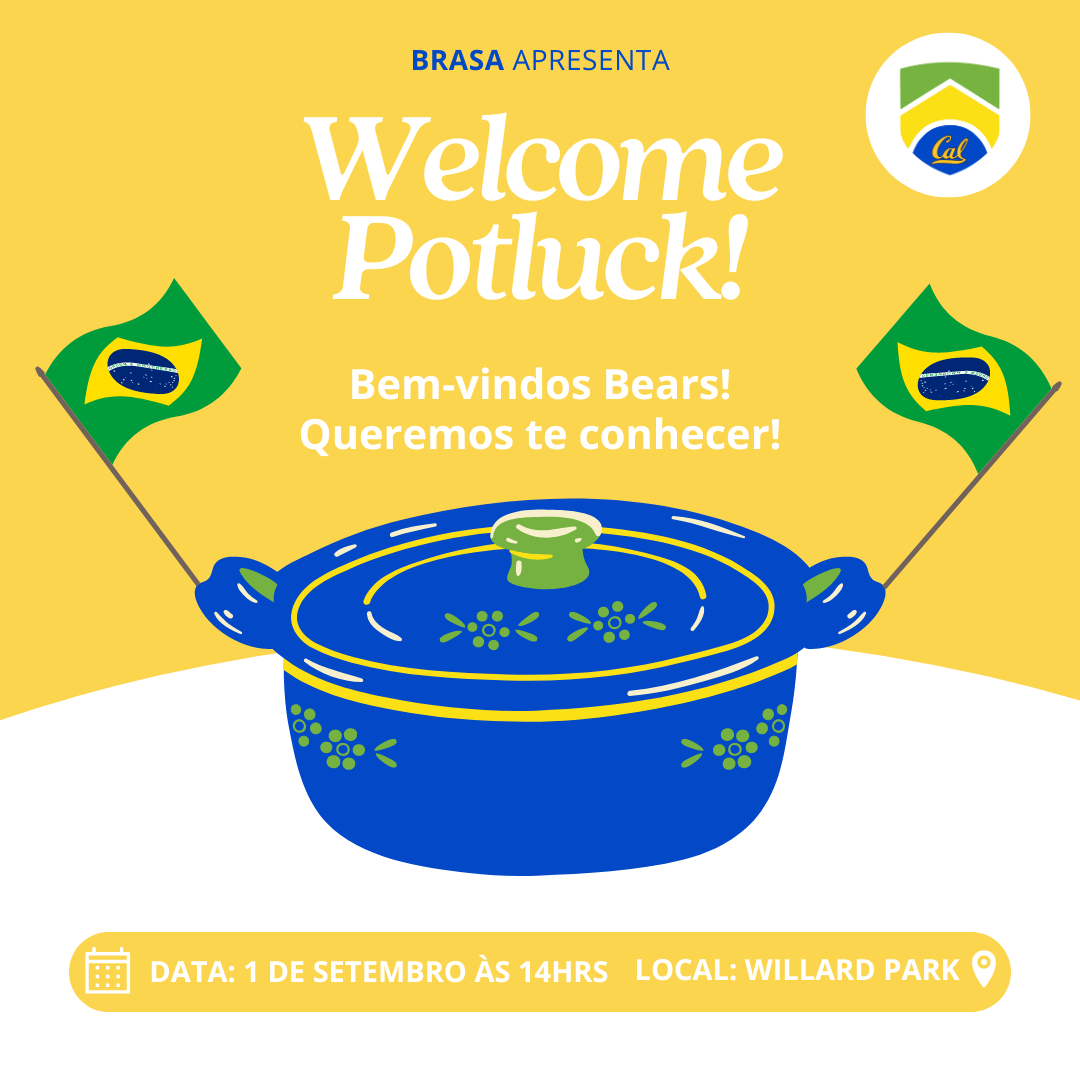 BRASA APRESENTA
Cal
Welcome
Potluck!
Bem-vindos Bears!
Queremos te conhecer!
DATA: 1 DE SETEMBRO ÀS 14HRS
LOCAL: WILLARD PARK